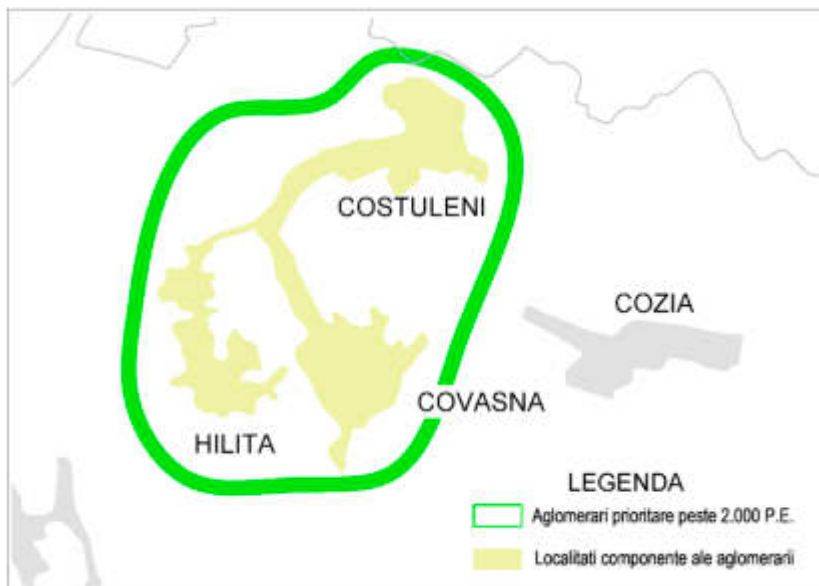 COSTULENI
COZIA
COVASNA
HILITA
LEGENDA
Aglomerari prioritare peste 2.000 P.E.
Localitati componente ale aglomerarii